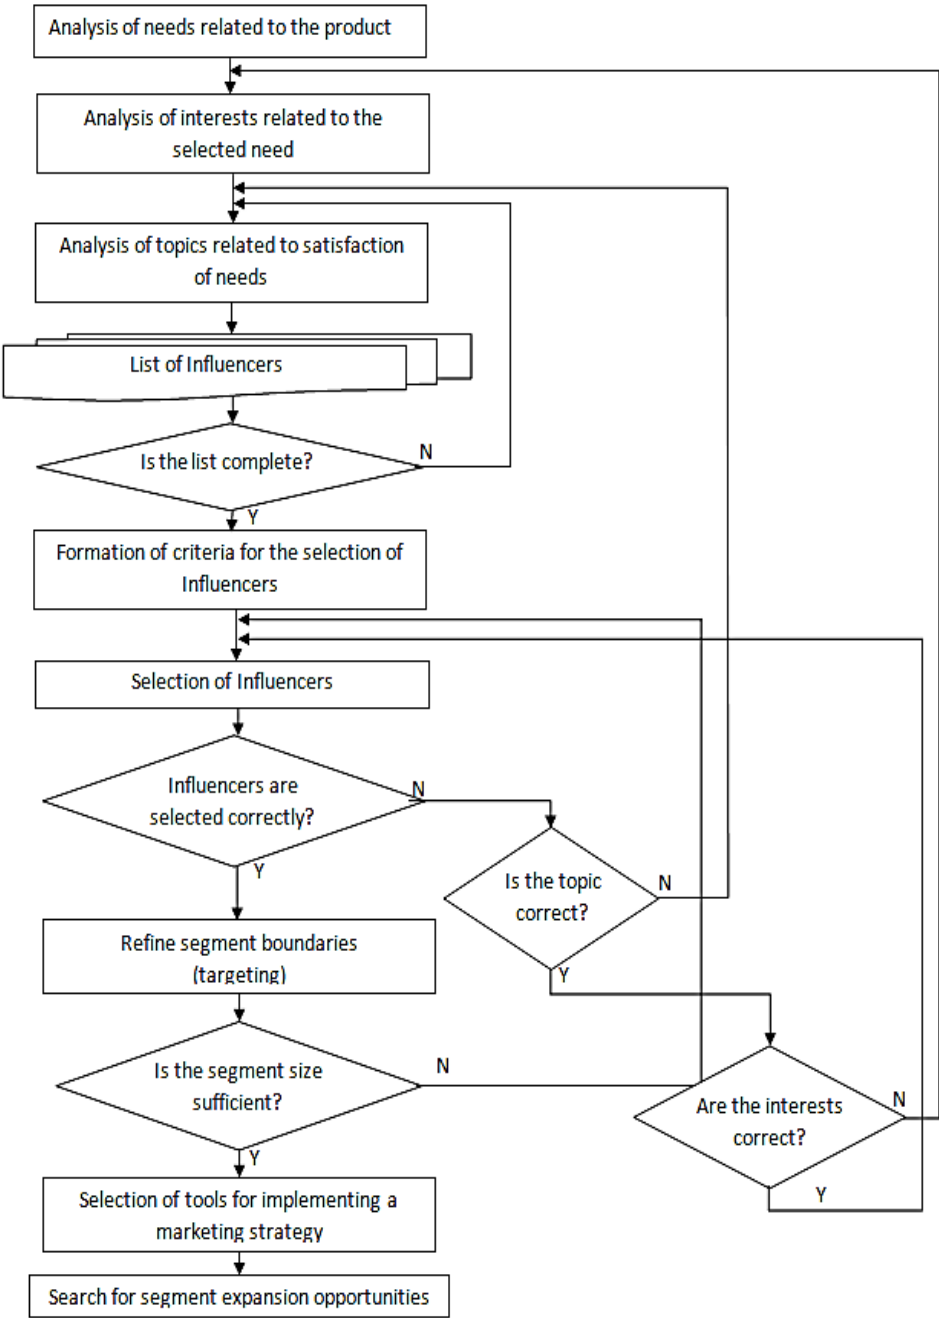 Analysis of needs related to the product
Analysis of interests related to the
selected need
Analysis of topics related to satisfaction
of needs
List of Influencers
Is the list complete?
N
Y
Formation of criteria for the selection of
Influencers
Selection of Influencers
Influencers are
selected correctly?
N
Y
Is the topic
correct?
N
Y
Refine segment boundaries
(targeting)
Is the segment size
sufficient?
N
Y
Are the interests
correct?
N
Y
Selection of tools for implementing a
marketing strategy
Search for segment expansion opportunities